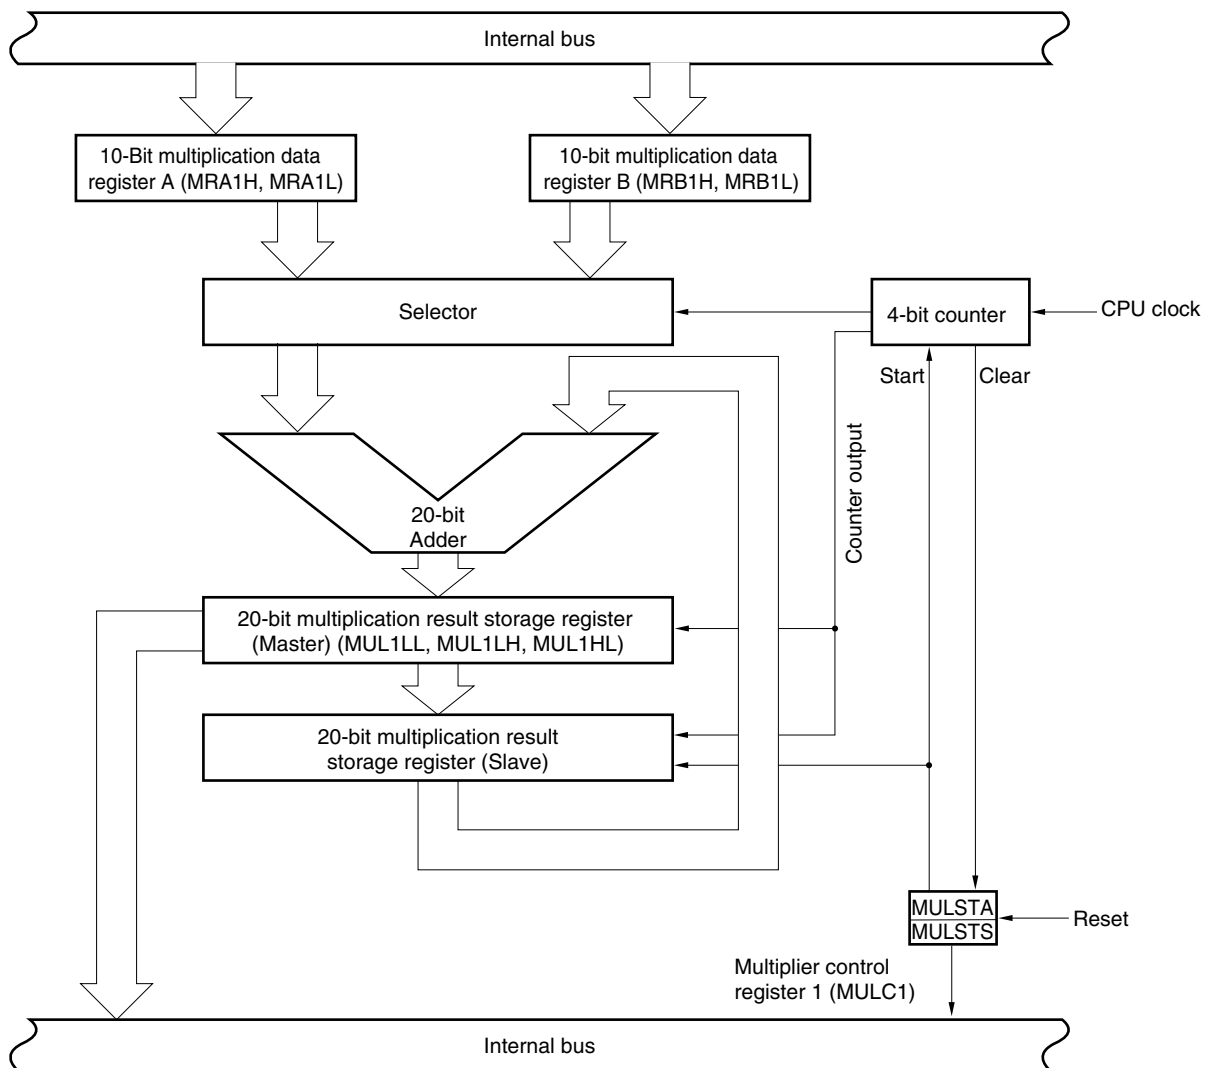 Internal bus
10-Bit multiplication data
register A (MRA1H, MRA1L)
10-bit multiplication data
register B (MRB1H, MRB1L)
Selector
4-bit counter
CPU clock
Start
Clear
Counter output
20-bit
Adder
20-bit multiplication result storage register
(Master) (MUL1LL, MUL1LH, MUL1HL)
20-bit multiplication result
storage register (Slave)
MULSTA
MULSTS
Reset
Multiplier control
register 1 (MULC1)
Internal bus